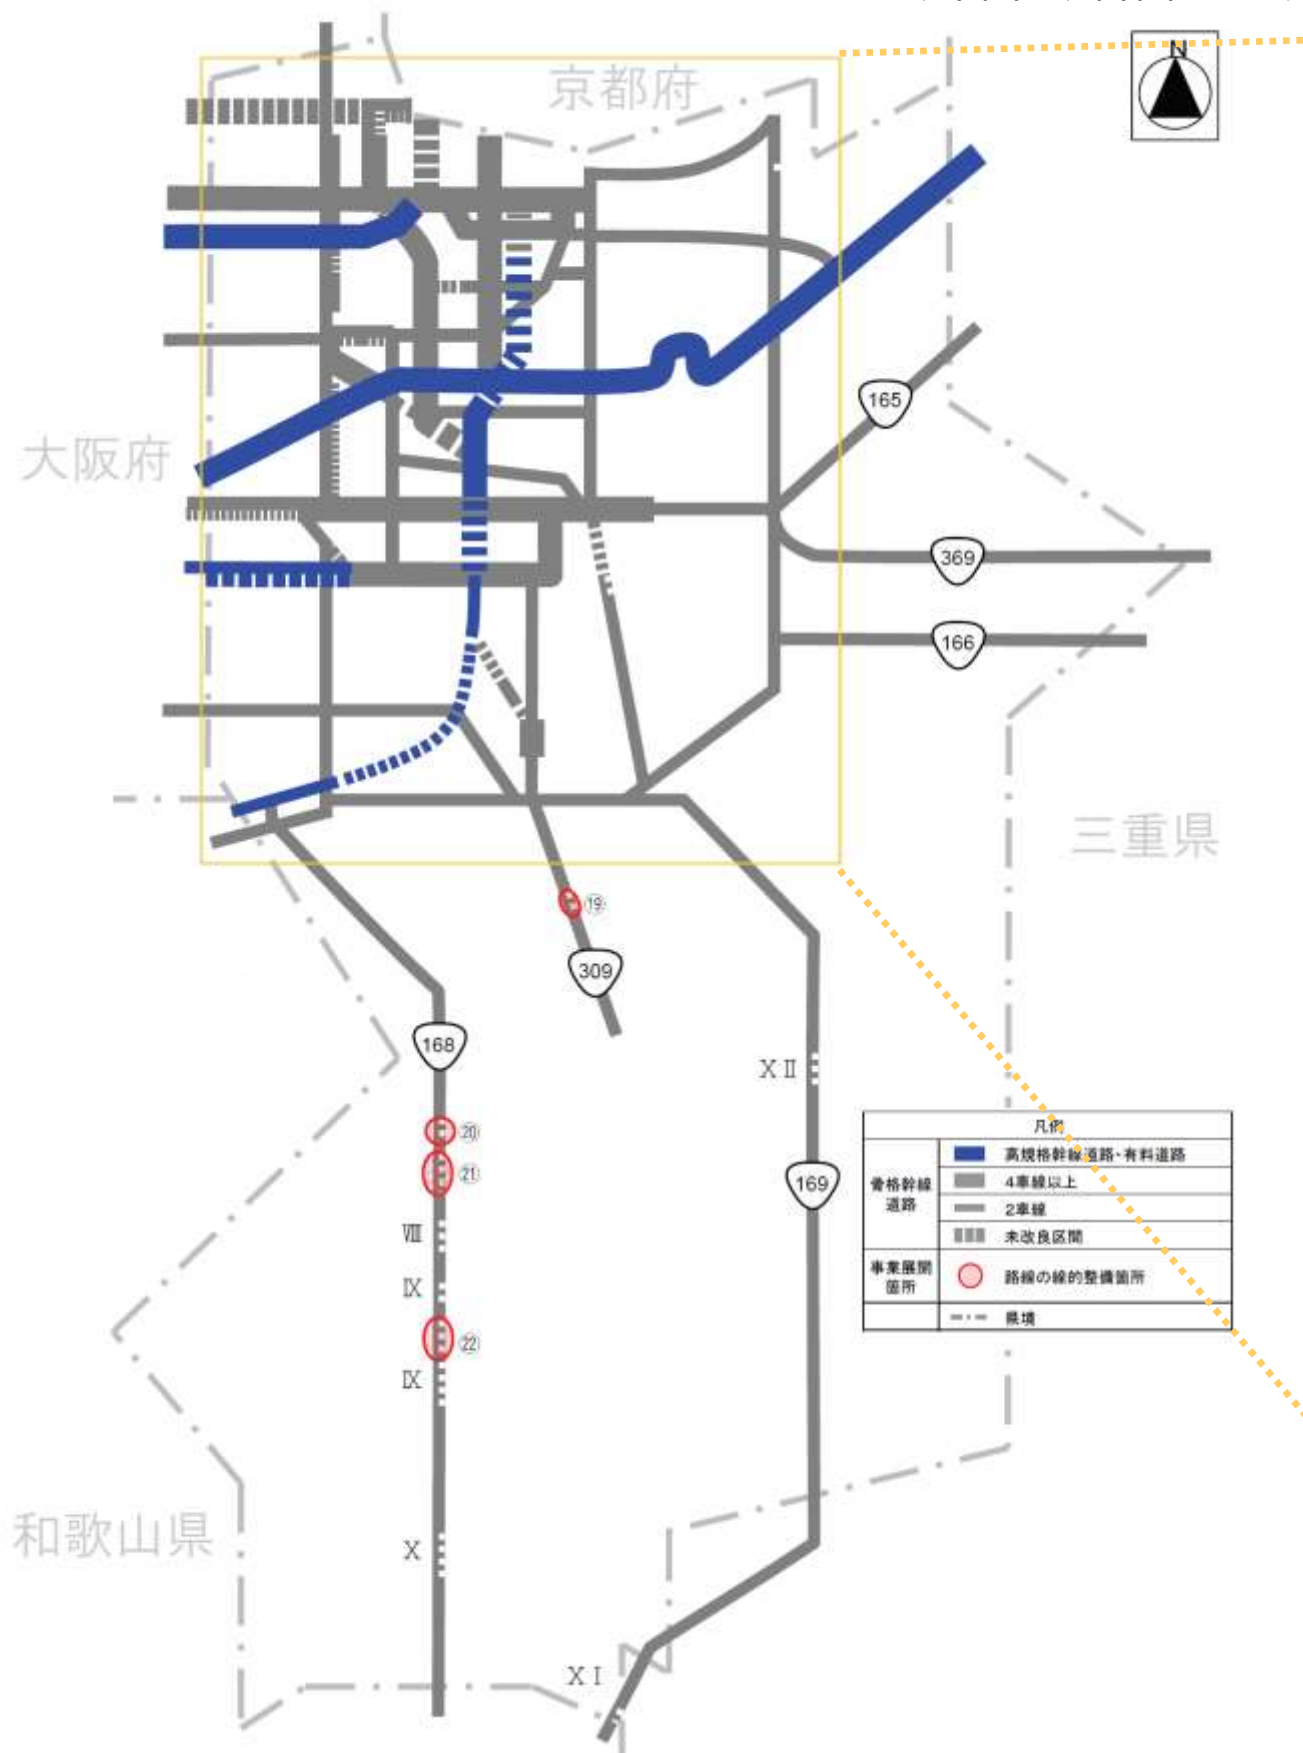 N
京都府
165
大阪府
369
166
三重県
⑲
309
168
ⅩⅡ
⑳
㉑
169
Ⅷ
Ⅸ
㉒
Ⅸ
Ⅹ
ⅩⅠ
和歌山県
凡例
骨格幹線道路
高規格幹線道路・有料道路
4車線以上
2車線
未改良区間
事業展開箇所
路線の線的整備箇所
県境